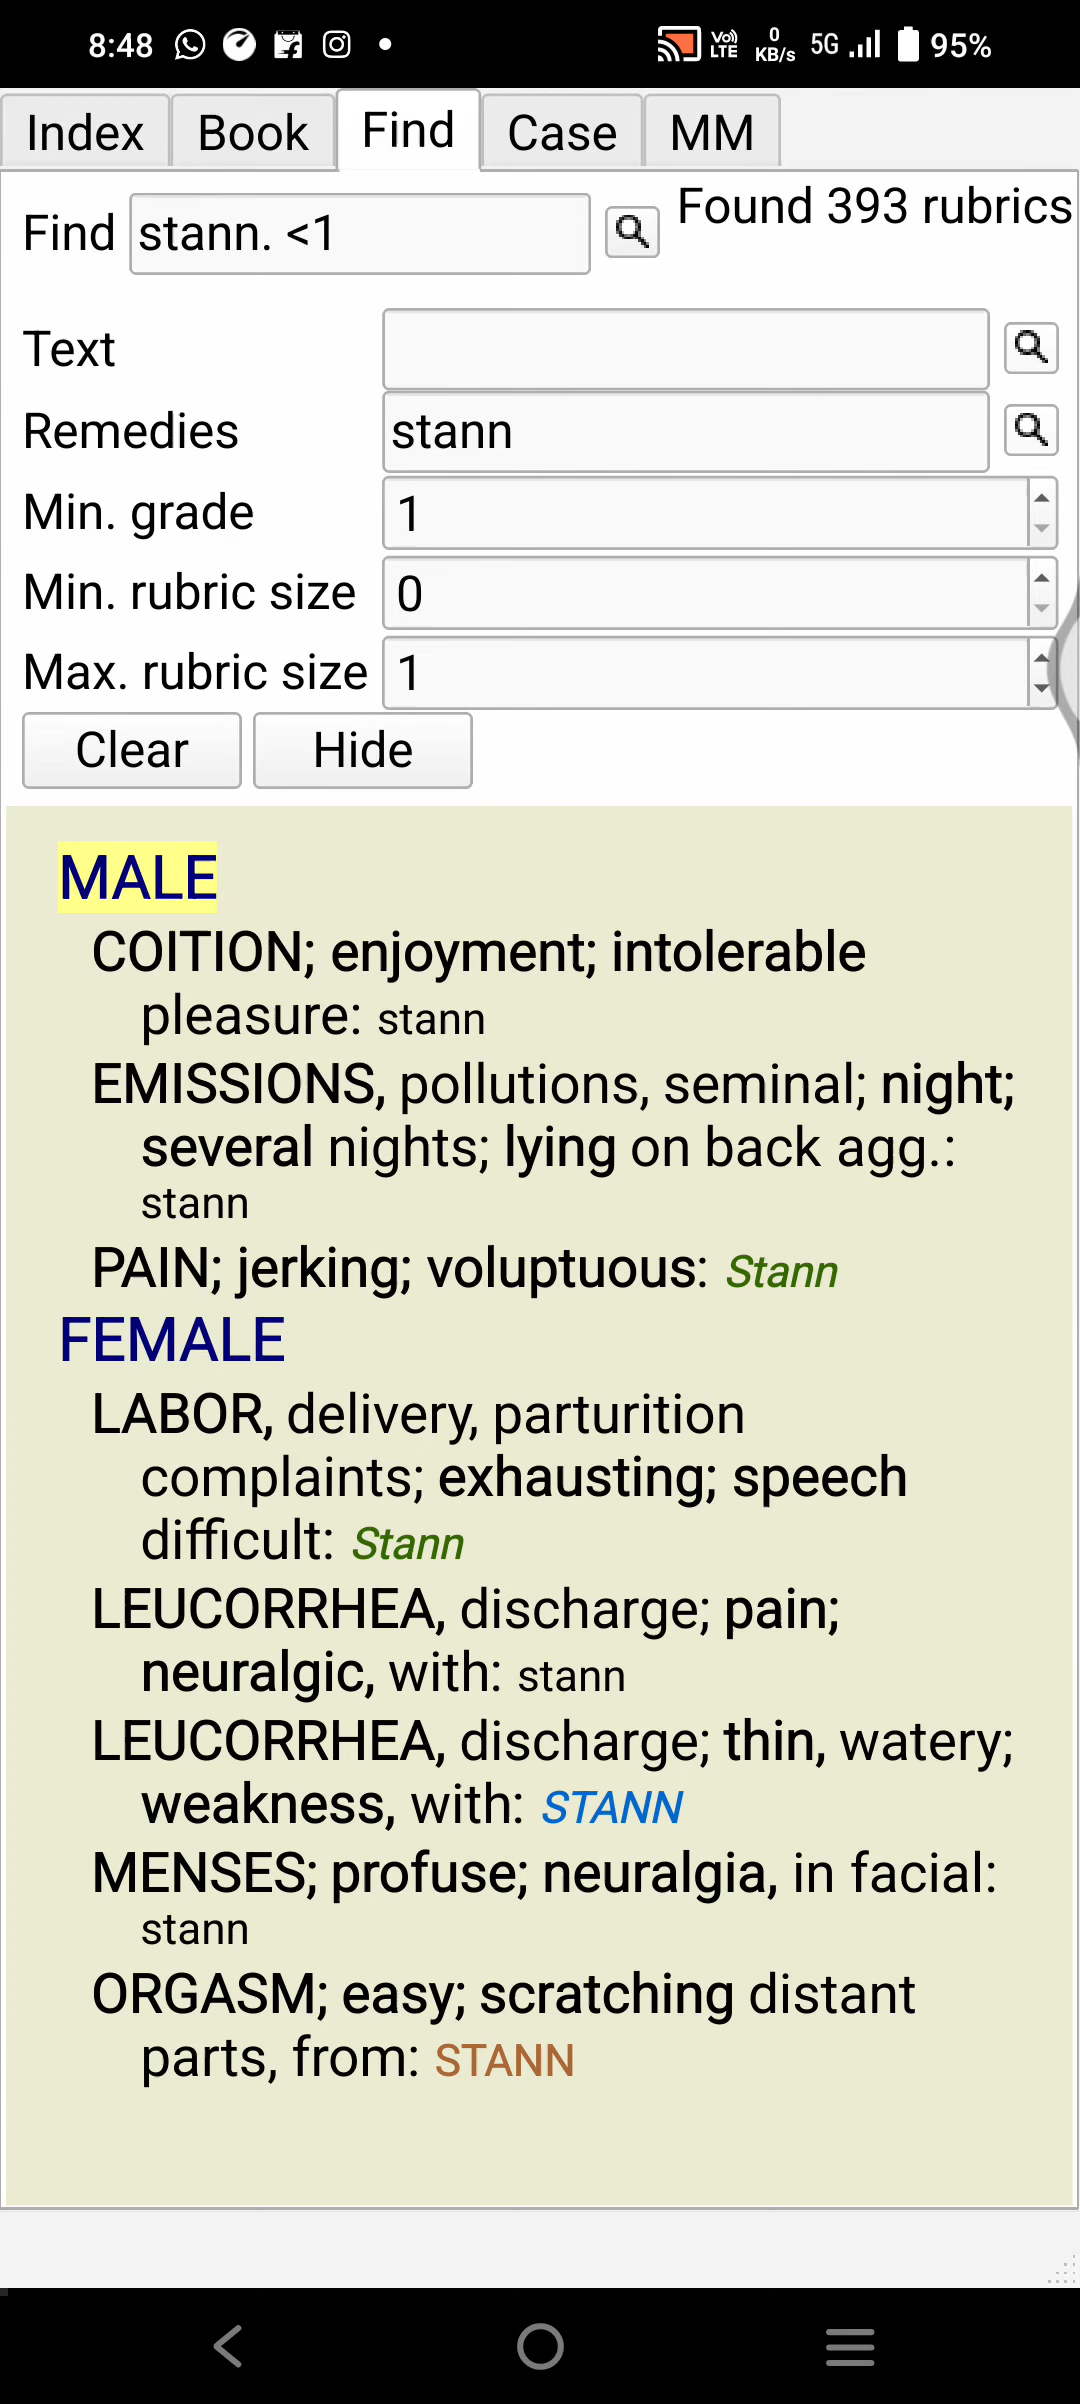 8:48 Vo) LTE 0 KB/s 5G 95%
Index Book Find Case MM
Find stann. <1 Found 393 rubrics
Text
Remedies stann
Min. grade 1
Min. rubric size 0
Max. rubric size 1
Clear Hide
MALE
COITION; enjoyment; intolerable
pleasure: stann
EMISSIONS, pollutions, seminal; night;
several nights; lying on back agg.:
stann
PAIN; jerking; voluptuous: Stann
FEMALE
LABOR, delivery, parturition
complaints; exhausting; speech
difficult: Stann
LEUCORRHEA, discharge; pain;
neuralgic, with: stann
LEUCORRHEA, discharge; thin, watery;
weakness, with: STANN
MENSES; profuse; neuralgia, in facial:
stann
ORGASM; easy; scratching distant
parts, from: STANN